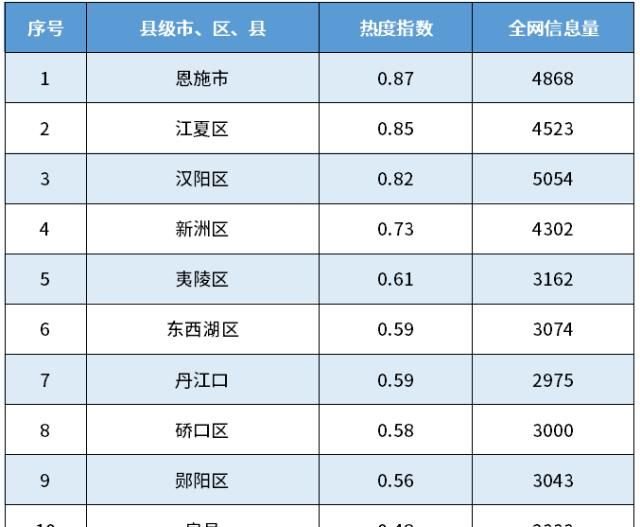 序号 县级市、区、县 热度指数 全网信息量
1 恩施市 0.87 4868
2 江夏区 0.85 4523
3 汉阳区 0.82 5054
4 新洲区 0.73 4302
5 夷陵区 0.61 3162
6 东西湖区 0.59 3074
7 丹江口 0.59 2975
8 硚口区 0.58 3000
9 郧阳区 0.56 3043
10